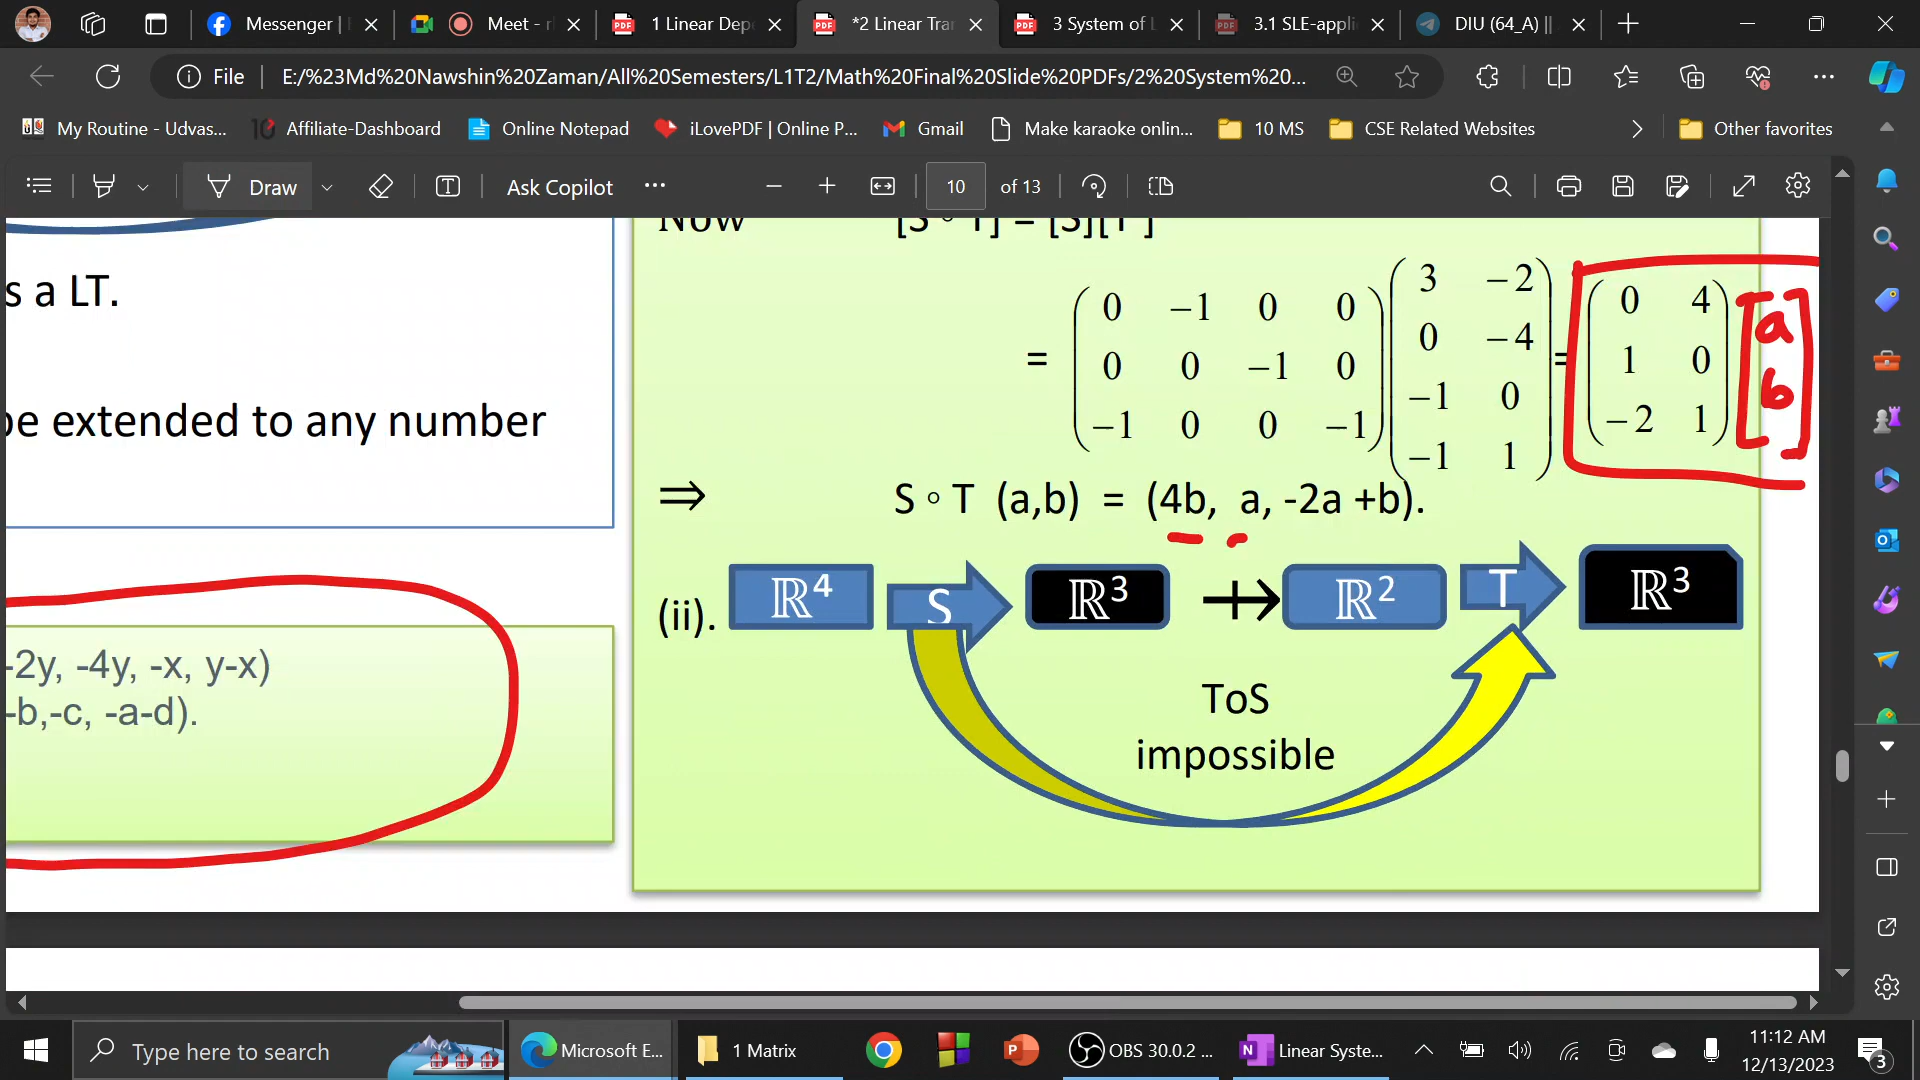 Messenger |
Meet - r
1 Linear Dep
*2 Linear Tra
3 System of L
3.1 SLE-appli
DIU (64_A) ||
File
E:/%23Md%20Nawshin%20Zaman/All%20Semesters/L1T2/Math%20Final%20Slide%20PDFs/2%20System%20...
My Routine - Udvas...
Affiliate-Dashboard
Online Notepad
iLovePDF | Online P...
Gmail
Make karaoke onlin...
10 MS
CSE Related Websites
Other favorites
Draw
Ask Copilot
10 of 13
Now [S ∘ T] = [S][T ]
s a LT.
be extended to any number
-2y, -4y, -x, y-x)
-b,-c, -a-d).
= ( 0 −1 0 0 ) ( 3 −2 ) = ( 0 4 ) [ a ]
0 0 −1 0 0 −4 1 0 b
−1 0 0 −1 −1 0 −2 1
−1 1
⇒ S ∘ T (a,b) = (4b, a, -2a +b).
(ii). ℝ4 S ℝ3 ℝ2 T ℝ3
ToS
impossible
Type here to search
Microsoft E...
1 Matrix
OBS 30.0.2 ...
Linear Syste...
11:12 AM
12/13/2023
3